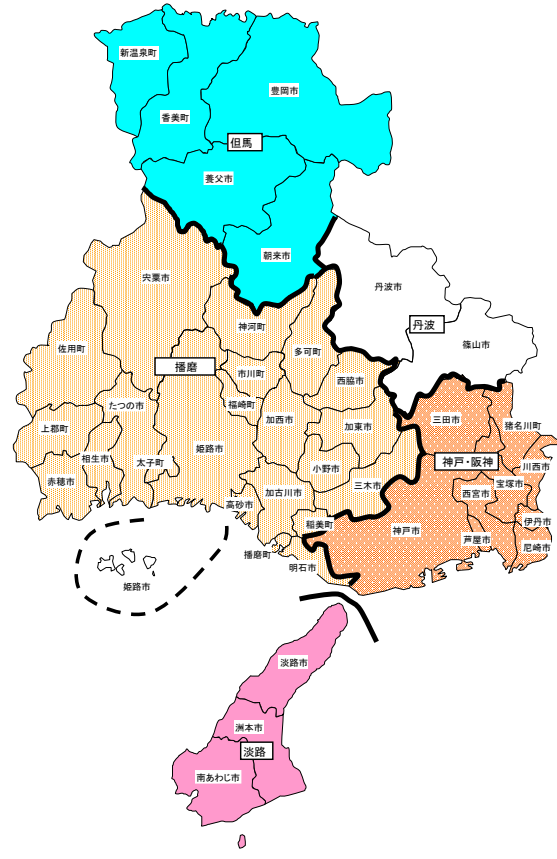 新温泉町
豊岡市
香美町
但馬
養父市
朝来市
宍粟市
丹波市
神河町
丹波
佐用町
多可町
篠山市
播磨
市川町
西脇市
たつの市
福崎町
三田市
猪名川町
上郡町
加西市
加東市
姫路市
相生市
太子町
神戸・阪神
川西市
赤穂市
小野市
宝塚市
三木市
西宮市
加古川市
高砂市
稲美町
神戸市
伊丹市
芦屋市
尼崎市
播磨町
明石市
姫路市
淡路市
洲本市
淡路
南あわじ市